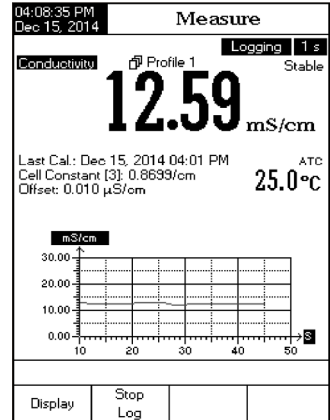 04:08:35 PM
Dec 15, 2014
Measure
Logging 1 s
Conductivity
Profile 1
Stable
12.59 mS/cm
Last Cal.: Dec 15, 2014 04:01 PM
Cell Constant [3]: 0.8699/cm
Offset: 0.010 µS/cm
ATC
25.0°C
mS/cm
30.00
20.00
10.00
0.00
10 20 30 40 50
S
Display
Stop
Log